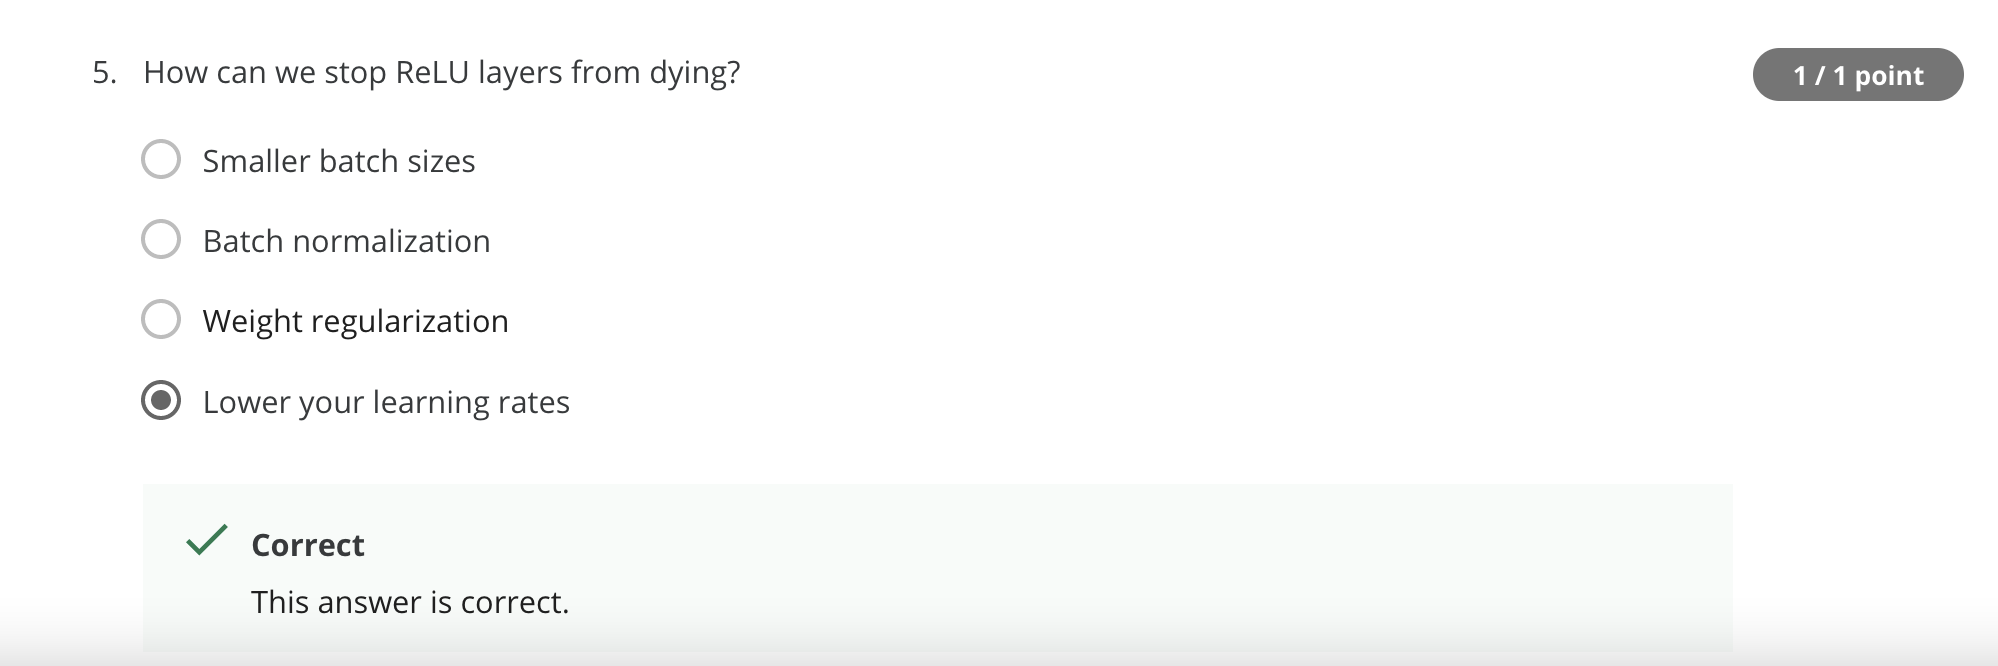 5. How can we stop ReLU layers from dying?
1 / 1 point
Smaller batch sizes
Batch normalization
Weight regularization
Lower your learning rates
Correct
This answer is correct.